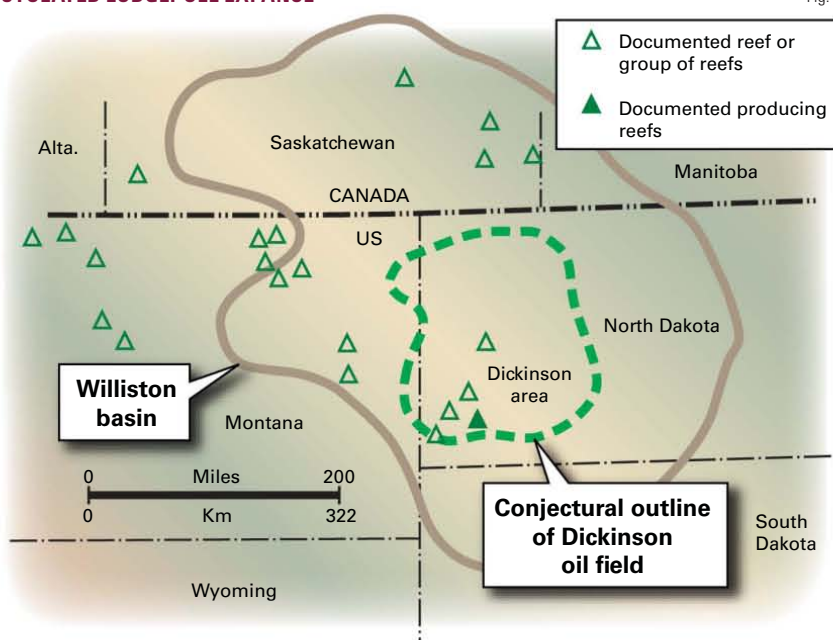 Fig.
Documented reef or
group of reefs
Documented producing
reefs
Alta.
Saskatchewan
Manitoba
CANADA
US
North Dakota
Dickinson
area
Williston
basin
Montana
0 Miles 200
0 Km 322
Conjectural outline
of Dickinson
oil field
South
Dakota
Wyoming